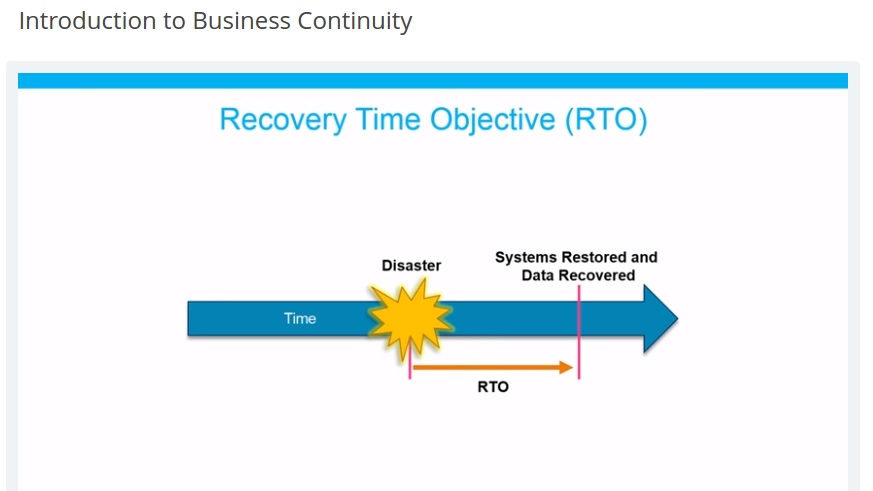 Introduction to Business Continuity
Recovery Time Objective (RTO)
Disaster
Systems Restored and
Data Recovered
Time
RTO